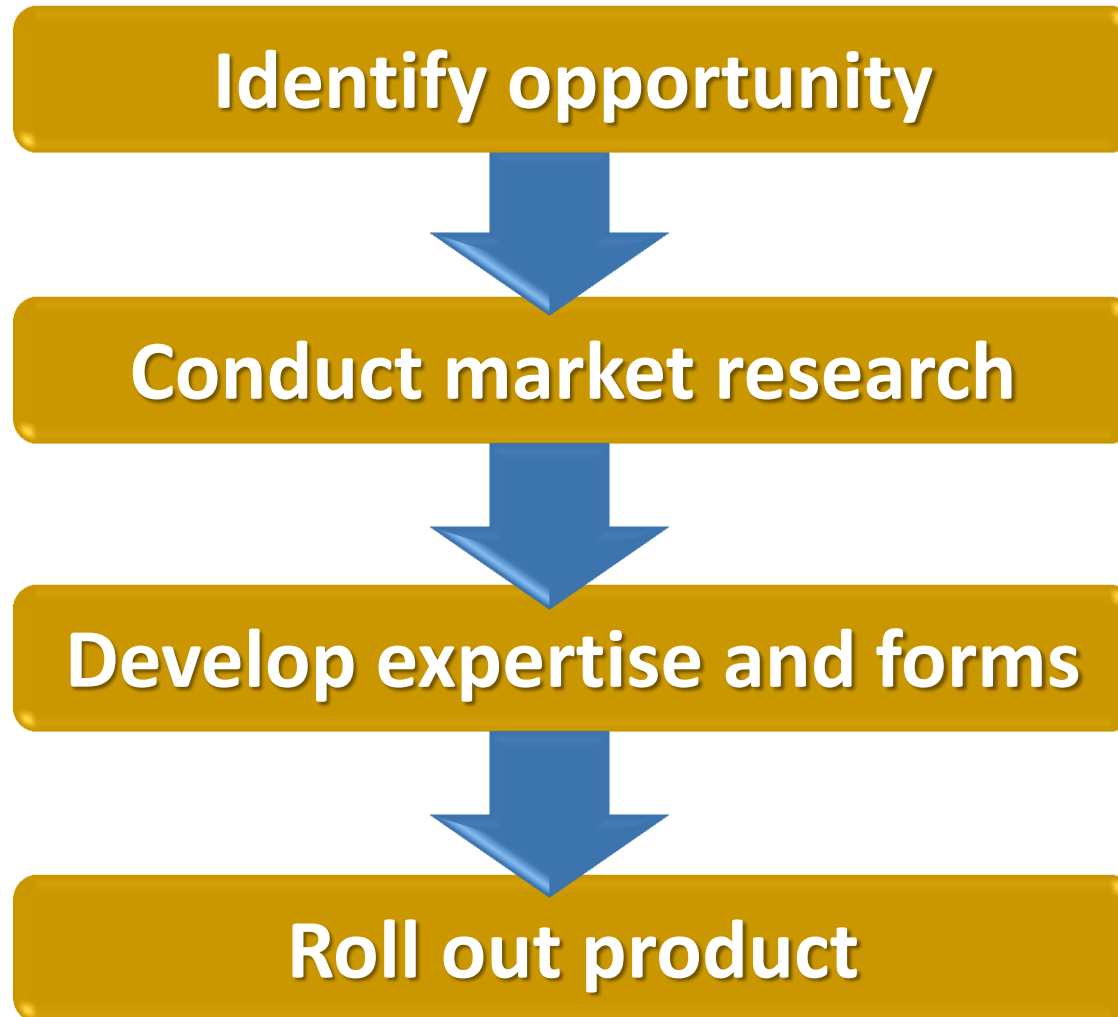 Identify opportunity
Conduct market research
Develop expertise and forms
Roll out product